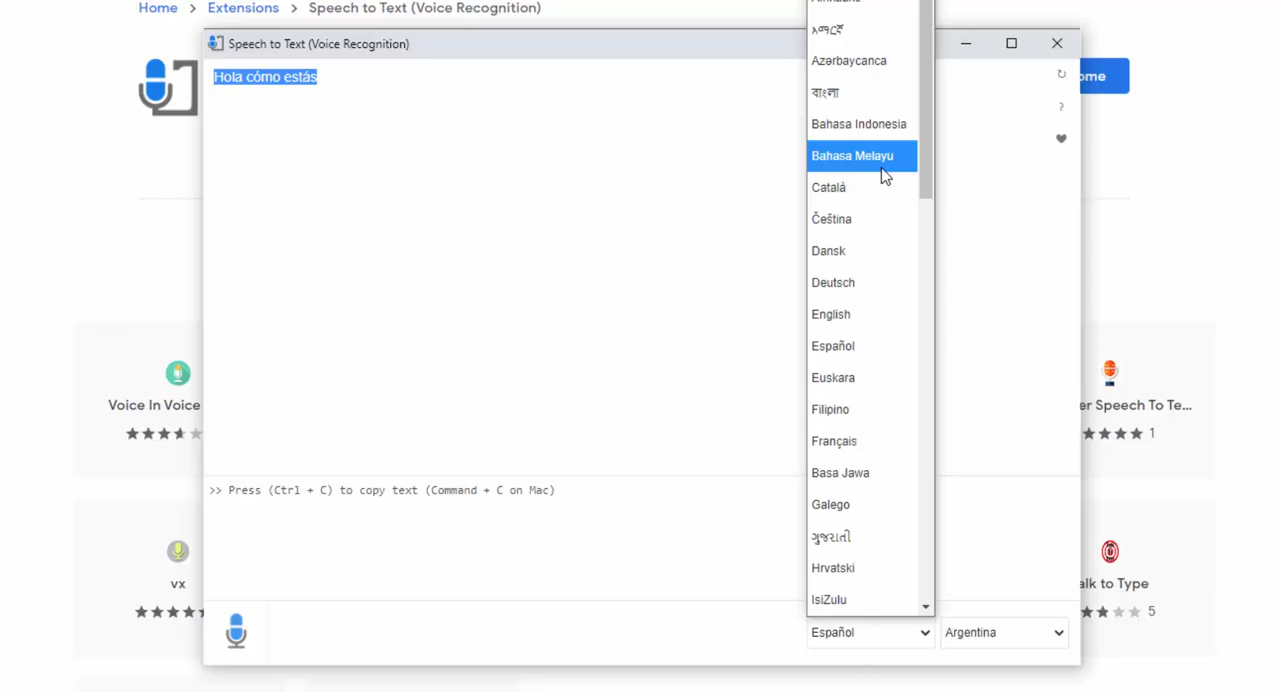 Home > Extensions > Speech to Text (Voice Recognition)
Speech to Text (Voice Recognition)
Hola cómo estás
አማርኛ
Azərbaycanca
বাংলা
Bahasa Indonesia
Bahasa Melayu
Català
Čeština
Dansk
Deutsch
English
Español
Euskara
Filipino
Français
Basa Jawa
Galego
ગુજરાતી
Hrvatski
IsiZulu
?
Voice In Voice
er Speech To Te...
1
>> Press (Ctrl + C) to copy text (Command + C on Mac)
vx
alk to Type
5
Español
Argentina